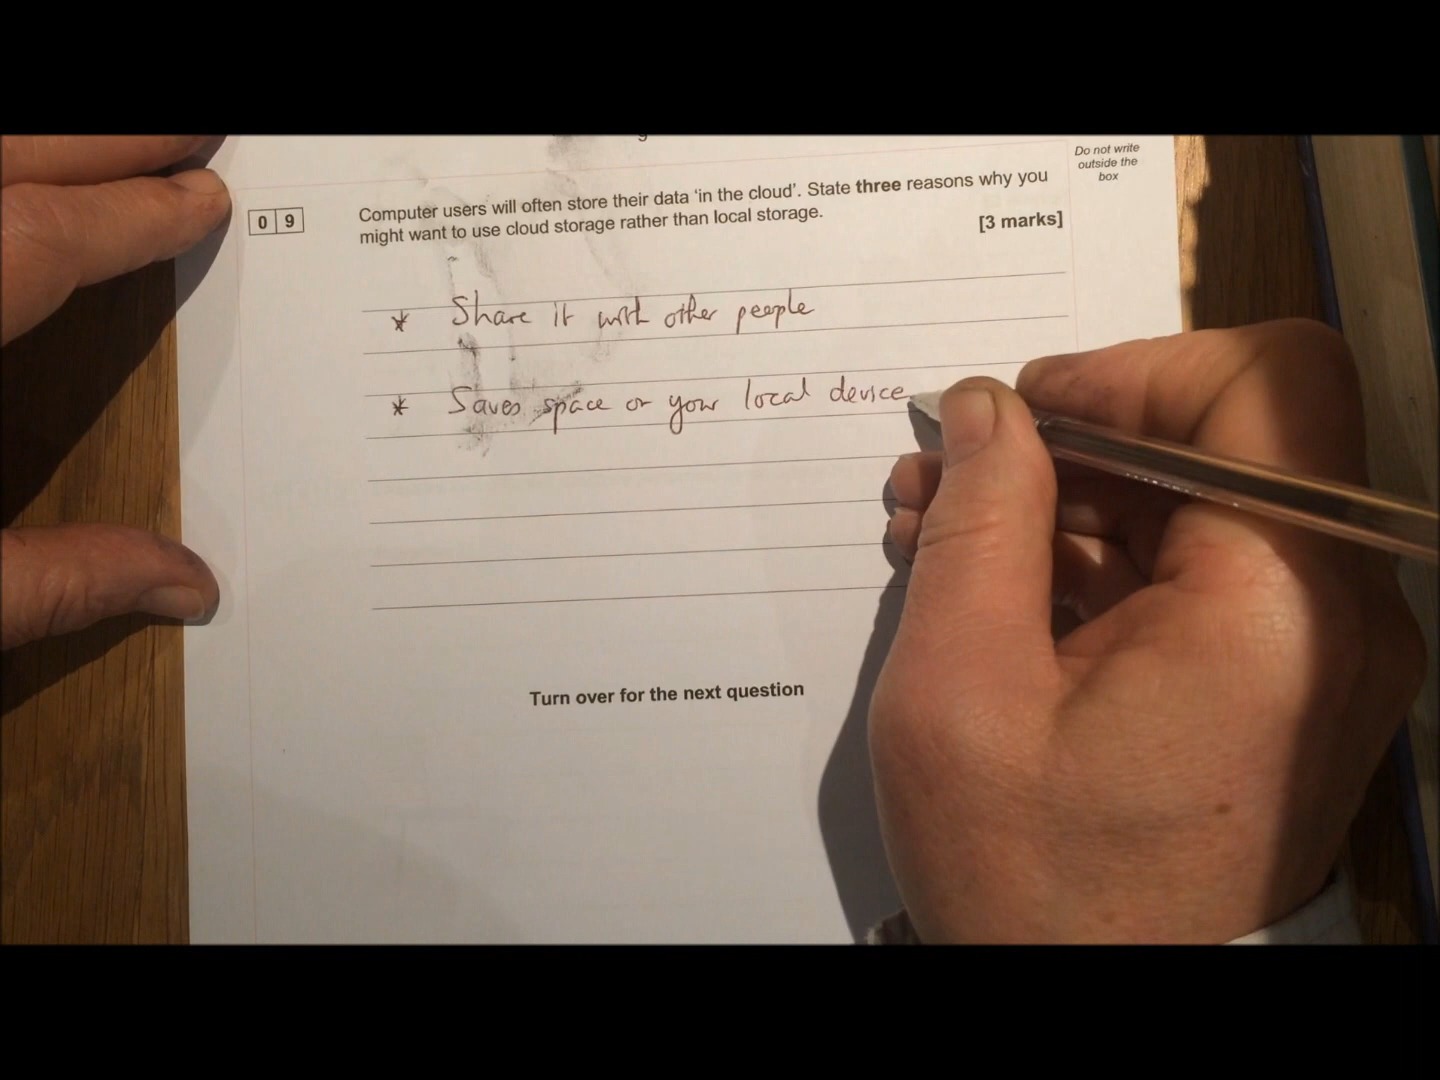 Do not write
outside the
box
0 9
Computer users will often store their data 'in the cloud'. State three reasons why you
might want to use cloud storage rather than local storage.
[3 marks]
* Share it with other people
* Saves space on your local device
Turn over for the next question